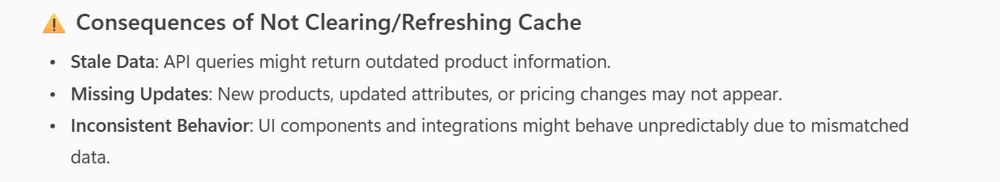 ⚠️ Consequences of Not Clearing/Refreshing Cache
• Stale Data: API queries might return outdated product information.
• Missing Updates: New products, updated attributes, or pricing changes may not appear.
• Inconsistent Behavior: UI components and integrations might behave unpredictably due to mismatched
data.